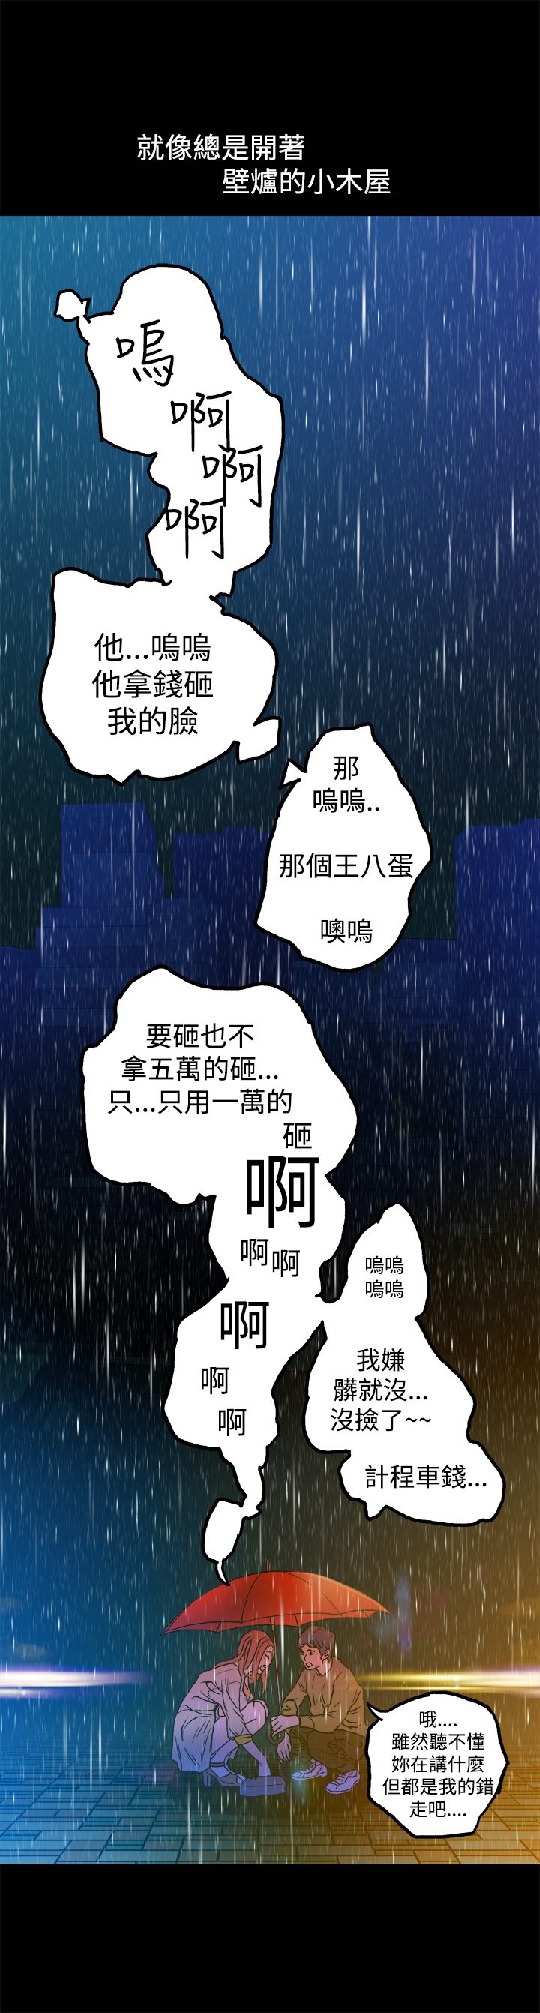 就像總是開著
壁爐的小木屋
嗚
啊
啊
啊
他...嗚嗚
他拿錢砸
我的臉
那
嗚嗚..
那個王八蛋
噢嗚
要砸也不
拿五萬的砸...
只...只用一萬的
砸
啊
啊啊
啊
啊
啊
嗚嗚
嗚嗚
我嫌
髒就沒...
沒撿了~~
計程車錢...
哦....
雖然聽不懂
妳在講什麼
但都是我的錯
走吧....